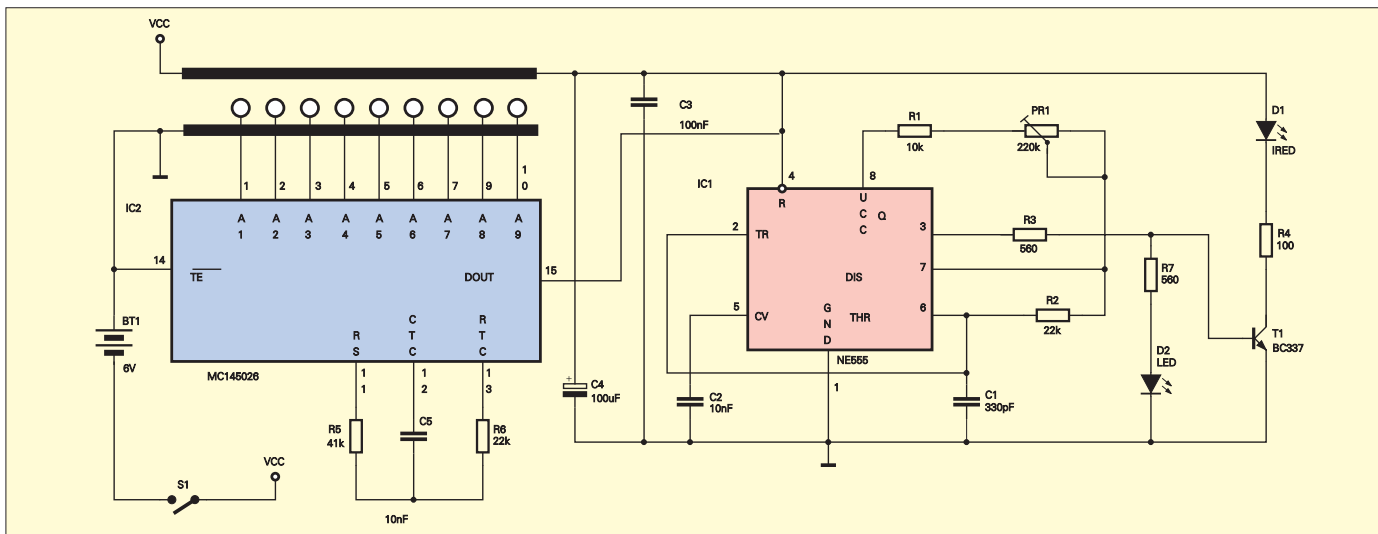 VCC
C3
100nF
R1
10k
PR1
220k
D1
IRED
1
2
3
4
5
6
7
9
1
0
IC2
A
1
A
2
A
3
A
4
A
5
A
6
A
7
A
8
A
9
IC1
4
8
R
U
C
C
Q
2
TR
3
R3
560
R4
100
14
TE
DOUT
15
DIS
7
R7
560
BT1
6V
R
S
C
T
C
R
T
C
5
CV
G
N
D
THR
6
R2
22k
T1
BC337
MC145026
NE555
D2
LED
1
1
1
2
1
3
1
+
C4
100uF
C2
10nF
C1
330pF
R5
41k
C5
R6
22k
VCC
S1
10nF